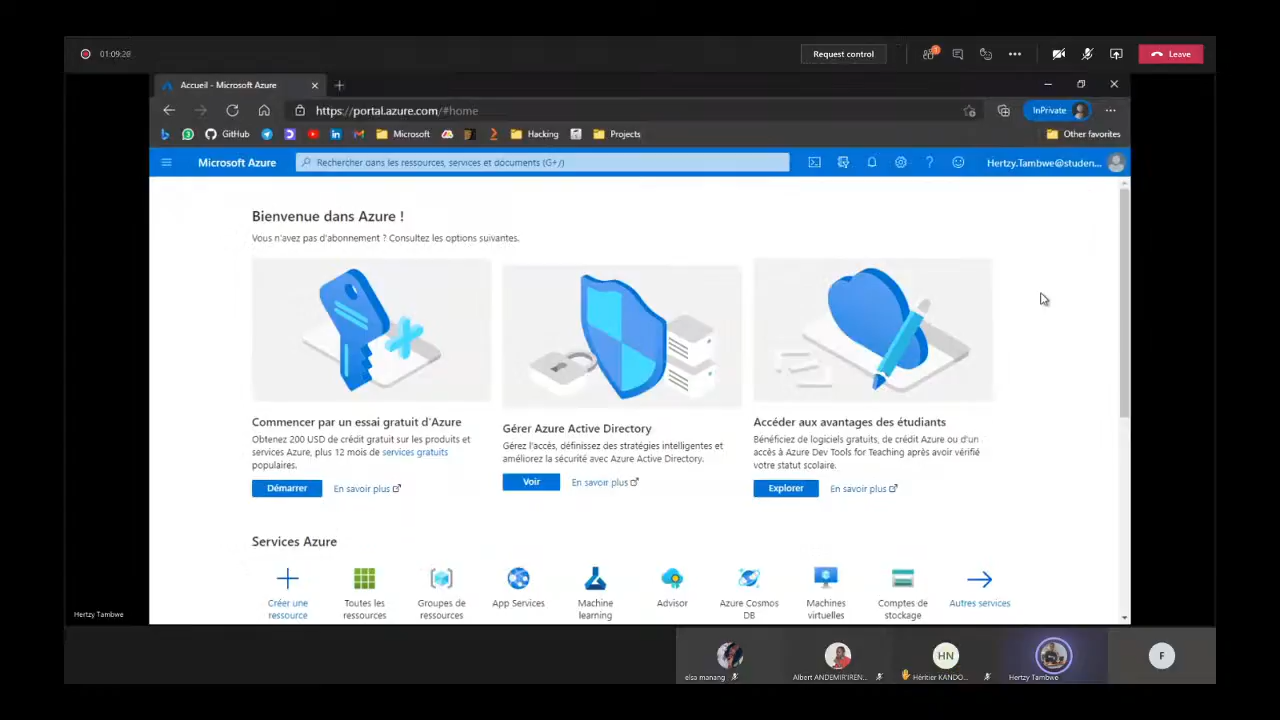 01:09:28
Request control
Leave
Accueil - Microsoft Azure
https://portal.azure.com/#home
InPrivate
GitHub
Microsoft
Hacking
Projects
Other favorites
Microsoft Azure
Rechercher dans les ressources, services et documents (G+/)
Hertzy.Tambwe@studen...
Bienvenue dans Azure !
Vous n'avez pas d'abonnement ? Consultez les options suivantes.
Commencer par un essai gratuit d'Azure
Obtenez 200 USD de crédit gratuit sur les produits et
services Azure, plus 12 mois de services gratuits
populaires.
Démarrer
En savoir plus
Gérer Azure Active Directory
Gérez l'accès, définissez des stratégies intelligentes et
améliorez la sécurité avec Azure Active Directory.
Voir
En savoir plus
Accéder aux avantages des étudiants
Bénéficiez de logiciels gratuits, de crédit Azure ou d'un
accès à Azure Dev Tools for Teaching après avoir vérifié
votre statut scolaire.
Explorer
En savoir plus
Services Azure
Créer une
ressource
Toutes les
ressources
Groupes de
ressources
App Services
Machine
learning
Advisor
Azure Cosmos
DB
Machines
virtuelles
Comptes de
stockage
Autres services
Hertzy Tambwe
elsa manang
Albert ANDEMIR'IREN...
HN
Héritier KANDO...
Hertzy Tambwe
F